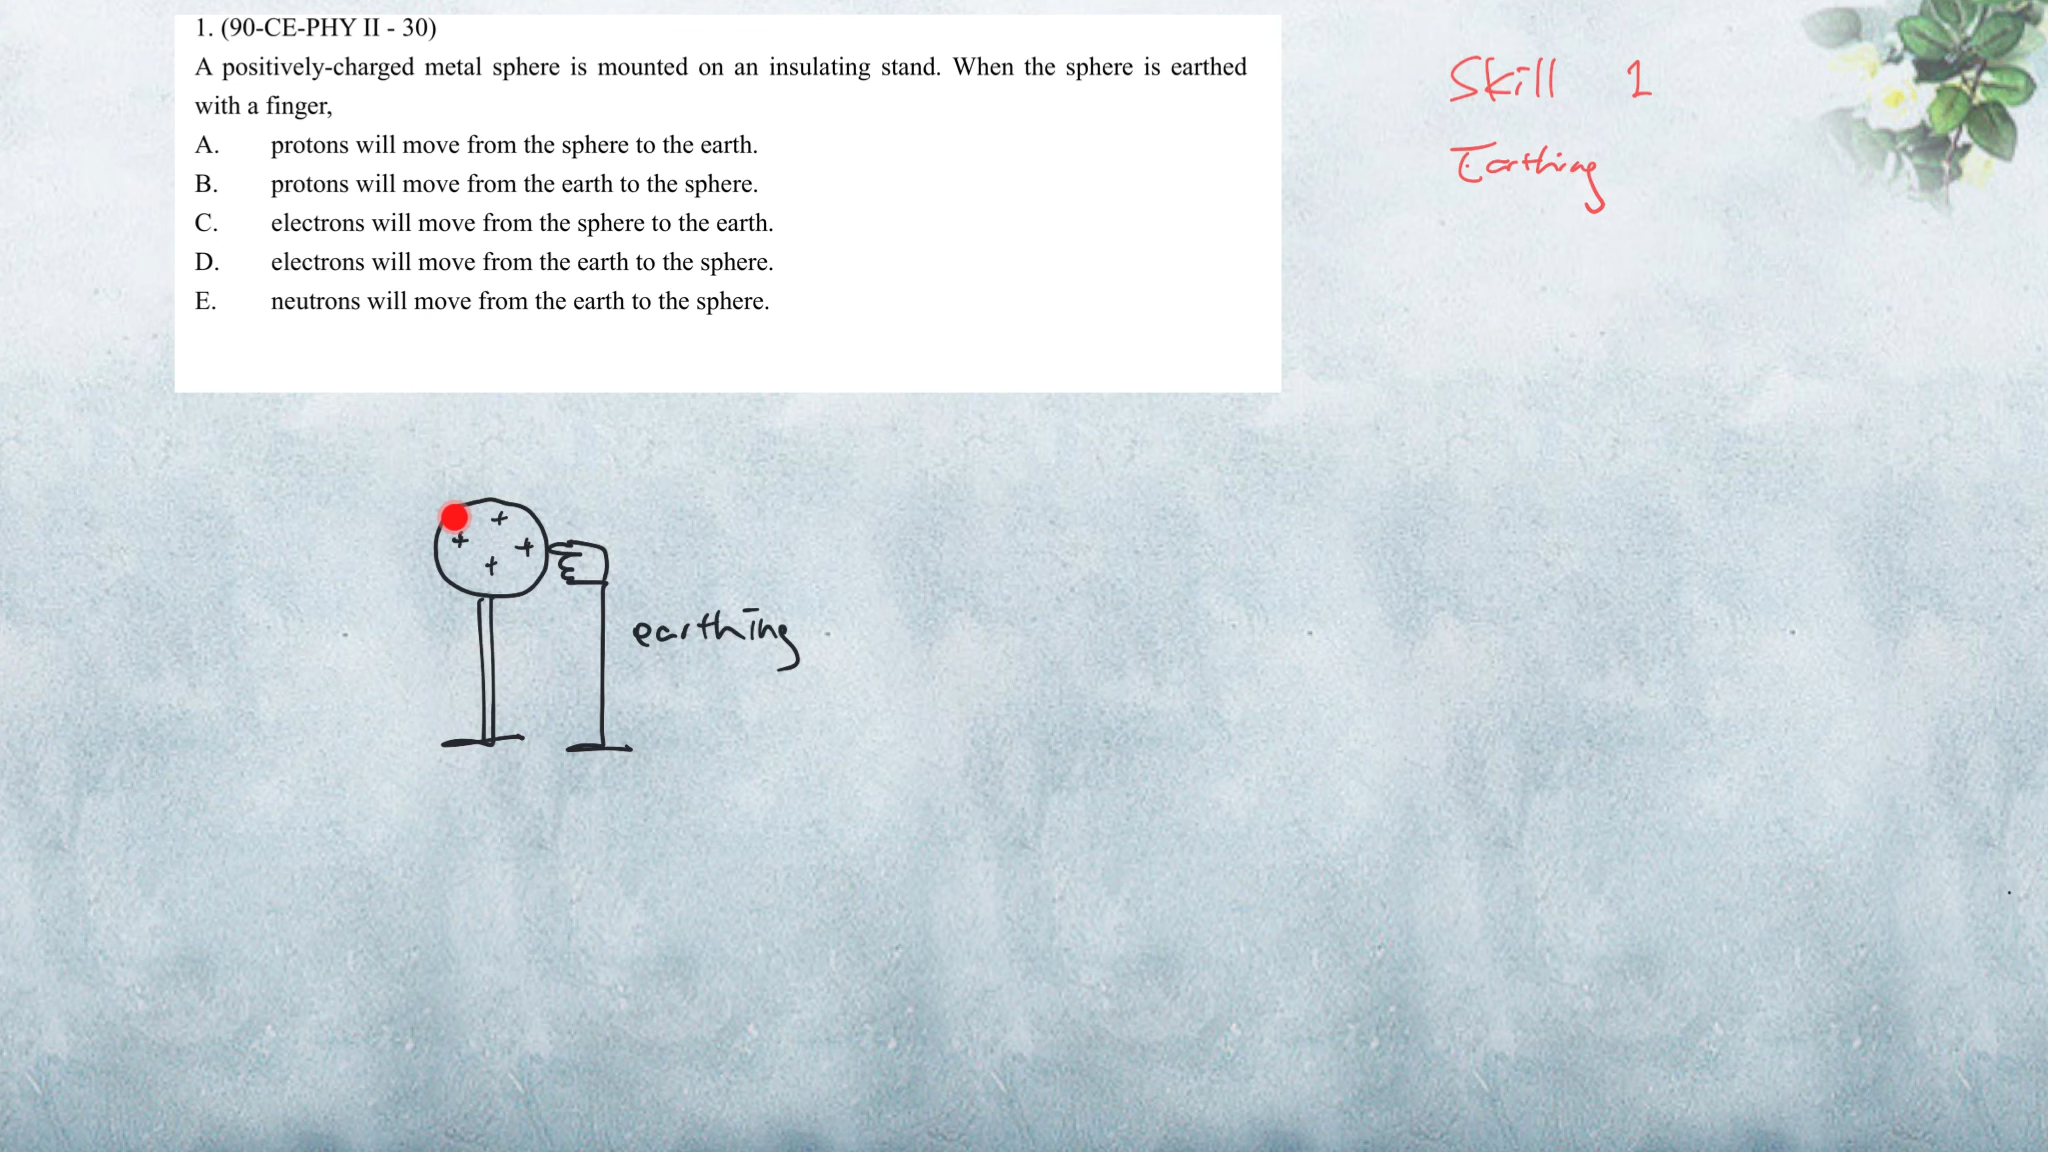 1. (90-CE-PHY II - 30)
A positively-charged metal sphere is mounted on an insulating stand. When the sphere is earthed
with a finger,
A. protons will move from the sphere to the earth.
B. protons will move from the earth to the sphere.
C. electrons will move from the sphere to the earth.
D. electrons will move from the earth to the sphere.
E. neutrons will move from the earth to the sphere.
Skill 1
Earthing
+
+ +
+
earthing